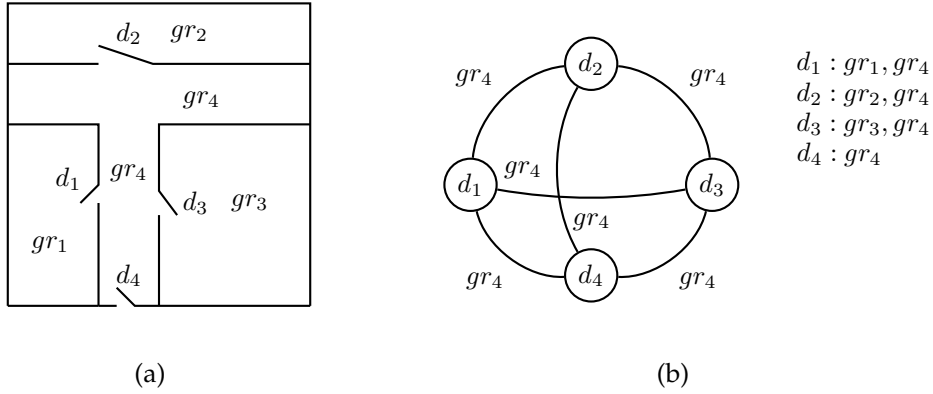 d₂ gr₂
gr₄
d₁ gr₄ d₃ gr₃
gr₁
d₄
(a)
d₂
gr₄ gr₄
d₁ gr₄ d₃
gr₄
gr₄ d₄ gr₄
d₁ : gr₁, gr₄
d₂ : gr₂, gr₄
d₃ : gr₃, gr₄
d₄ : gr₄
(b)